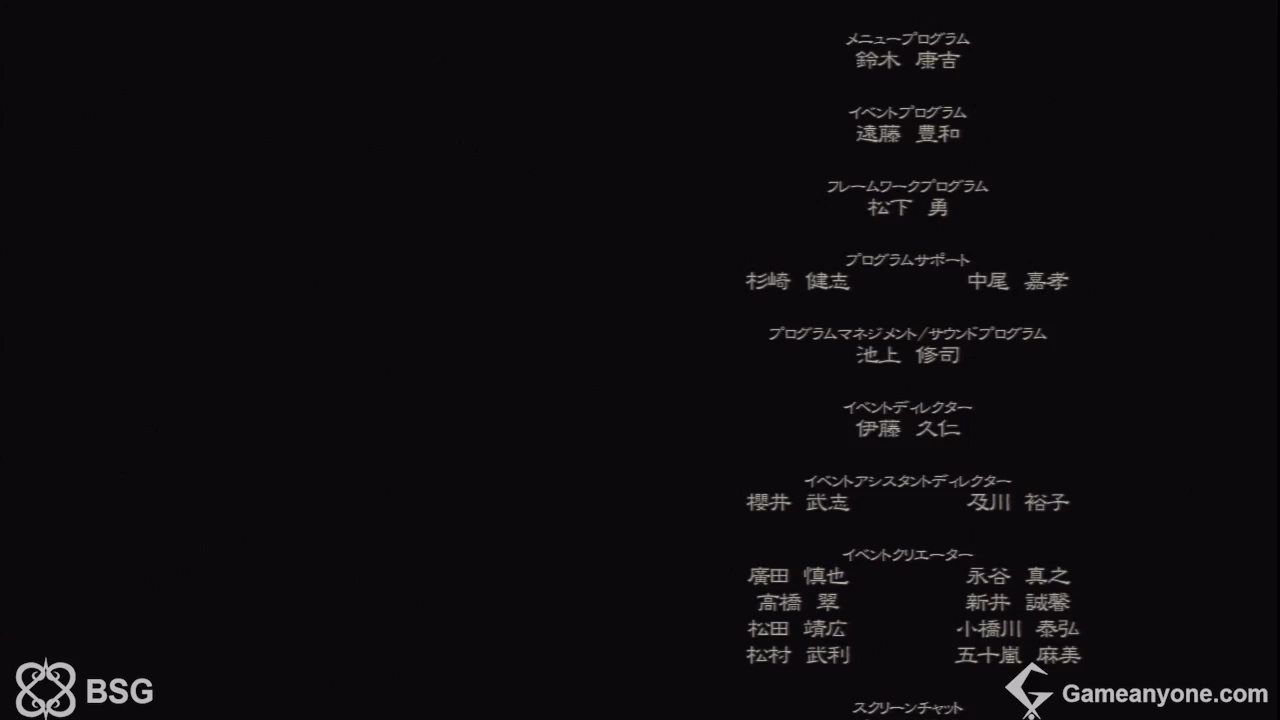 メニュープログラム
鈴木 康吉
イベントプログラム
遠藤 豊和
フレームワークプログラム
松下 勇
プログラムサポート
杉崎 健志 中尾 嘉孝
プログラムマネジメント/サウンドプログラム
池上 修司
イベントディレクター
伊藤 久仁
イベントアシスタントディレクター
櫻井 武志 及川 裕子
イベントクリエーター
廣田 慎也 永谷 真之
高橋 翠 新井 誠馨
松田 靖広 小橋川 泰弘
松村 武利 五十嵐 麻美
スクリーンチャット
BSG
Gameanyone.com